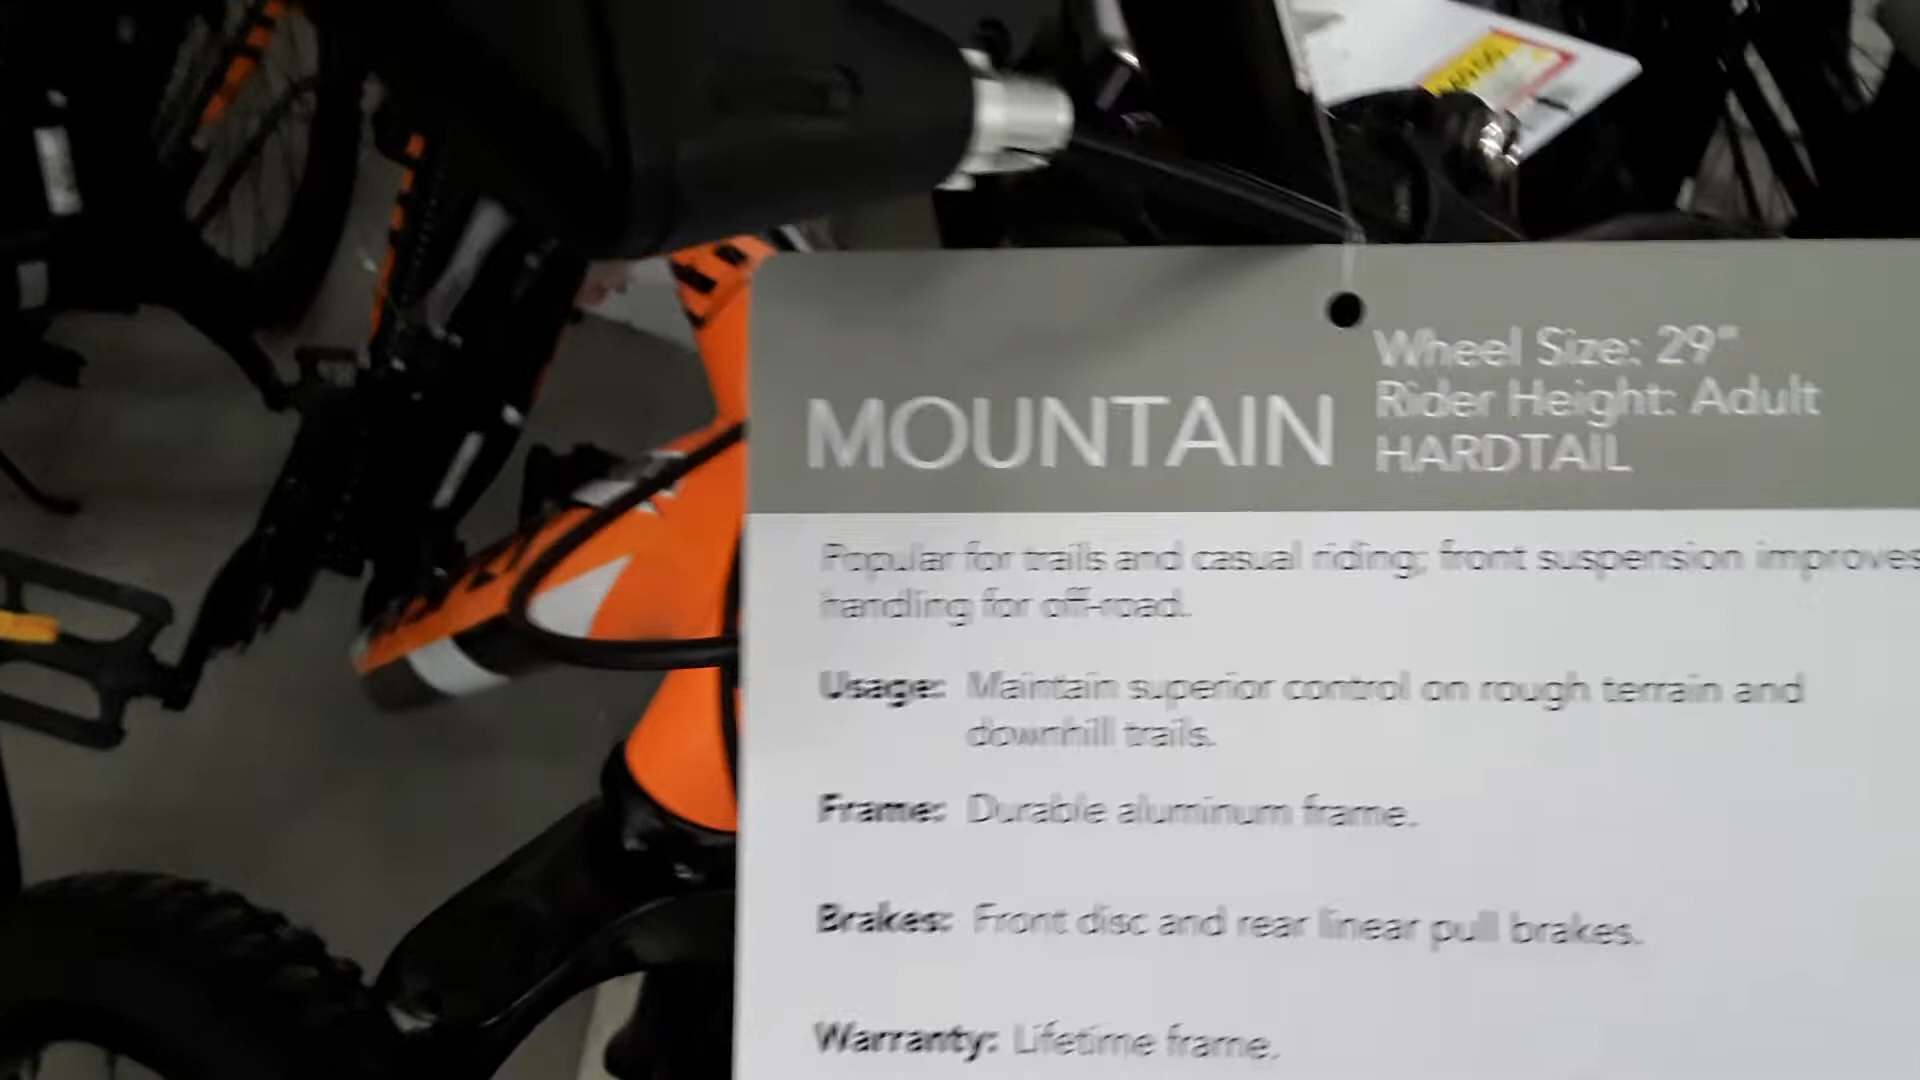 MOUNTAIN
Wheel Size: 29"
Rider Height: Adult
HARDTAIL
Popular for trails and casual riding; front suspension improves
handling for off-road.
Usage: Maintain superior control on rough terrain and
downhill trails.
Frame: Durable aluminum frame.
Brakes: Front disc and rear linear pull brakes.
Warranty: Lifetime frame.